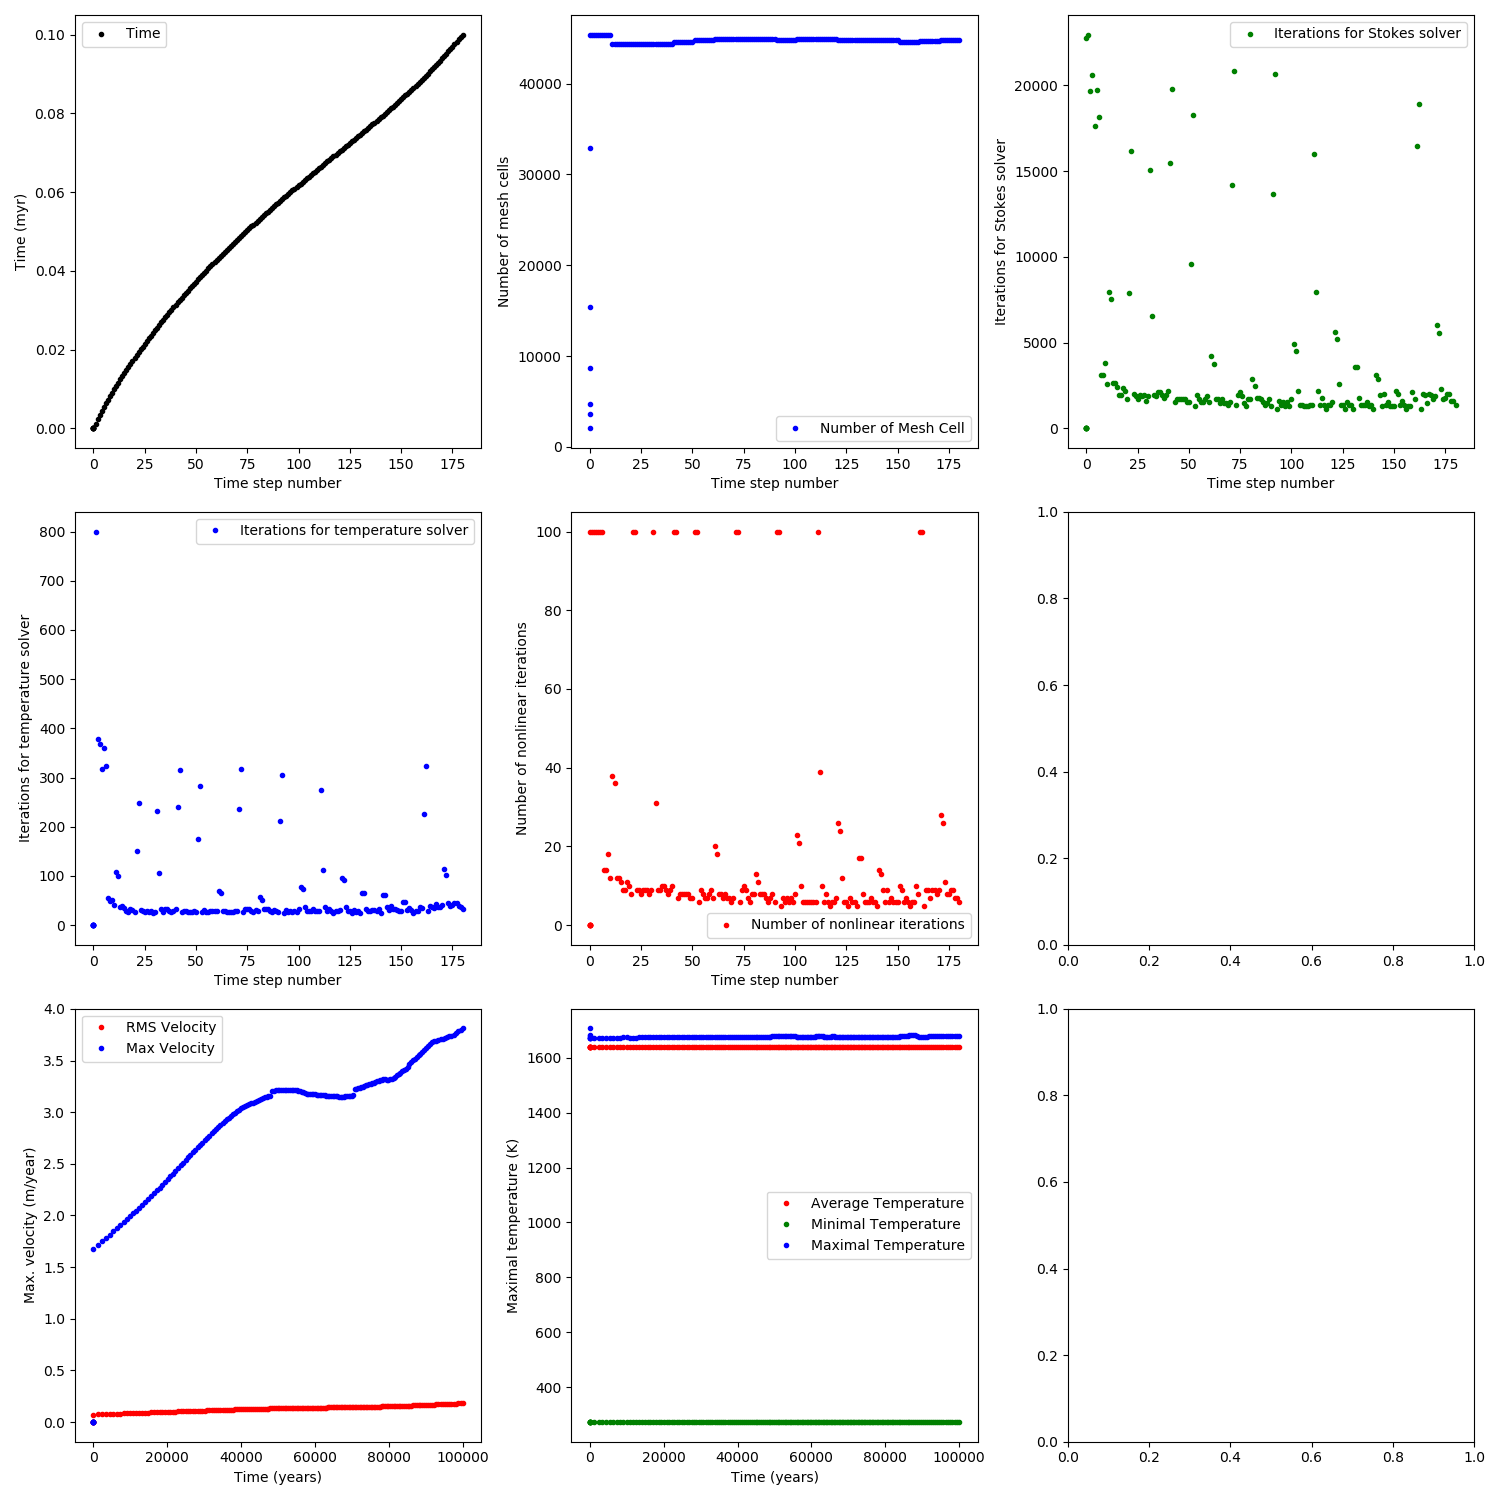 Time
0.10
0.08
0.06
0.04
0.02
0.00
Time (myr)
0 25 50 75 100 125 150 175
Time step number
40000
30000
20000
10000
0
Number of mesh cells
Number of Mesh Cell
0 25 50 75 100 125 150 175
Time step number
Iterations for Stokes solver
20000
15000
10000
5000
0
Iterations for Stokes solver
0 25 50 75 100 125 150 175
Time step number
Iterations for temperature solver
800
700
600
500
400
300
200
100
0
Iterations for temperature solver
0 25 50 75 100 125 150 175
Time step number
100
80
60
40
20
0
Number of nonlinear iterations
Number of nonlinear iterations
0 25 50 75 100 125 150 175
Time step number
1.0
0.8
0.6
0.4
0.2
0.0
0.0 0.2 0.4 0.6 0.8 1.0
RMS Velocity
Max Velocity
4.0
3.5
3.0
2.5
2.0
1.5
1.0
0.5
0.0
Max. velocity (m/year)
0 20000 40000 60000 80000 100000
Time (years)
1600
1400
1200
1000
800
600
400
Maximal temperature (K)
Average Temperature
Minimal Temperature
Maximal Temperature
0 20000 40000 60000 80000 100000
Time (years)
1.0
0.8
0.6
0.4
0.2
0.0
0.0 0.2 0.4 0.6 0.8 1.0